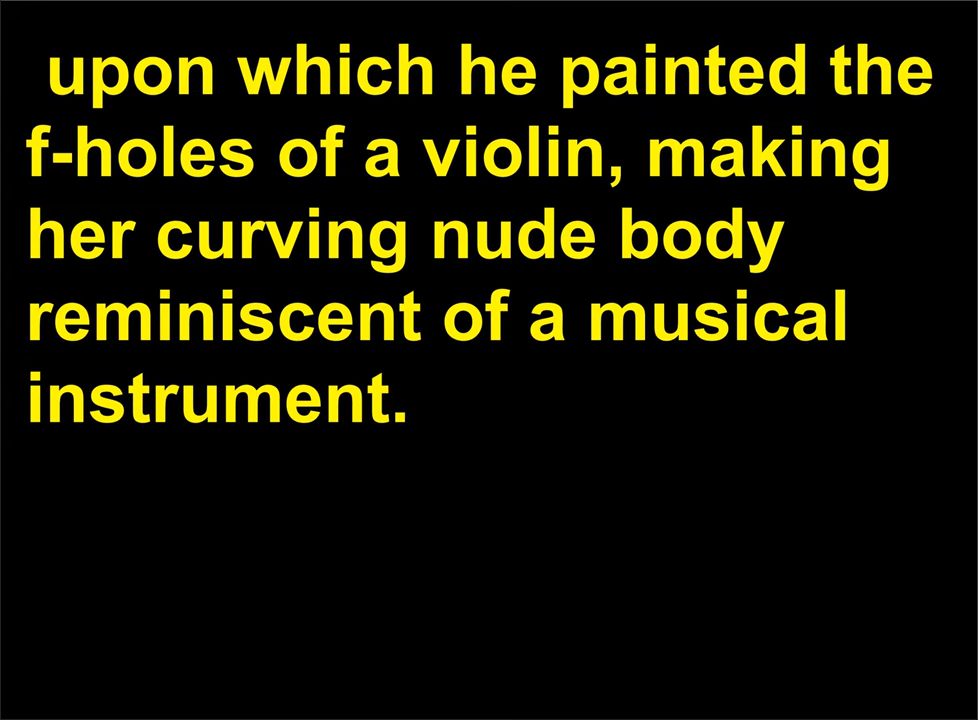 upon which he painted the
f-holes of a violin, making
her curving nude body
reminiscent of a musical
instrument.